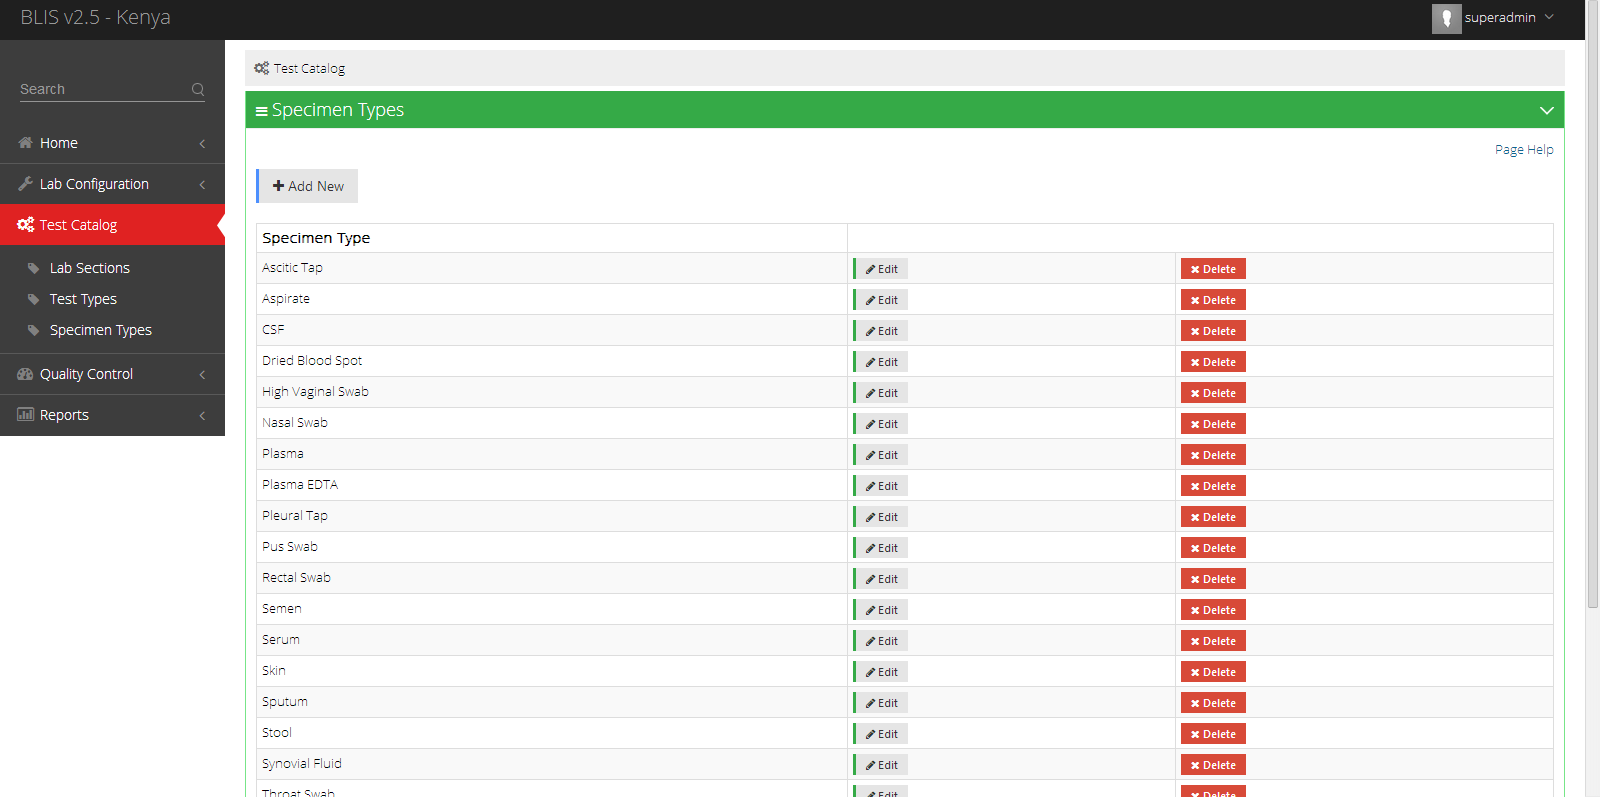 BLIS v2.5 - Kenya
superadmin
Search
Home
Lab Configuration
Test Catalog
Lab Sections
Test Types
Specimen Types
Quality Control
Reports
Test Catalog
Specimen Types
Page Help
Add New
Specimen Type
Ascitic Tap Edit Delete
Aspirate Edit Delete
CSF Edit Delete
Dried Blood Spot Edit Delete
High Vaginal Swab Edit Delete
Nasal Swab Edit Delete
Plasma Edit Delete
Plasma EDTA Edit Delete
Pleural Tap Edit Delete
Pus Swab Edit Delete
Rectal Swab Edit Delete
Semen Edit Delete
Serum Edit Delete
Skin Edit Delete
Sputum Edit Delete
Stool Edit Delete
Synovial Fluid Edit Delete
Throat Swab Edit Delete